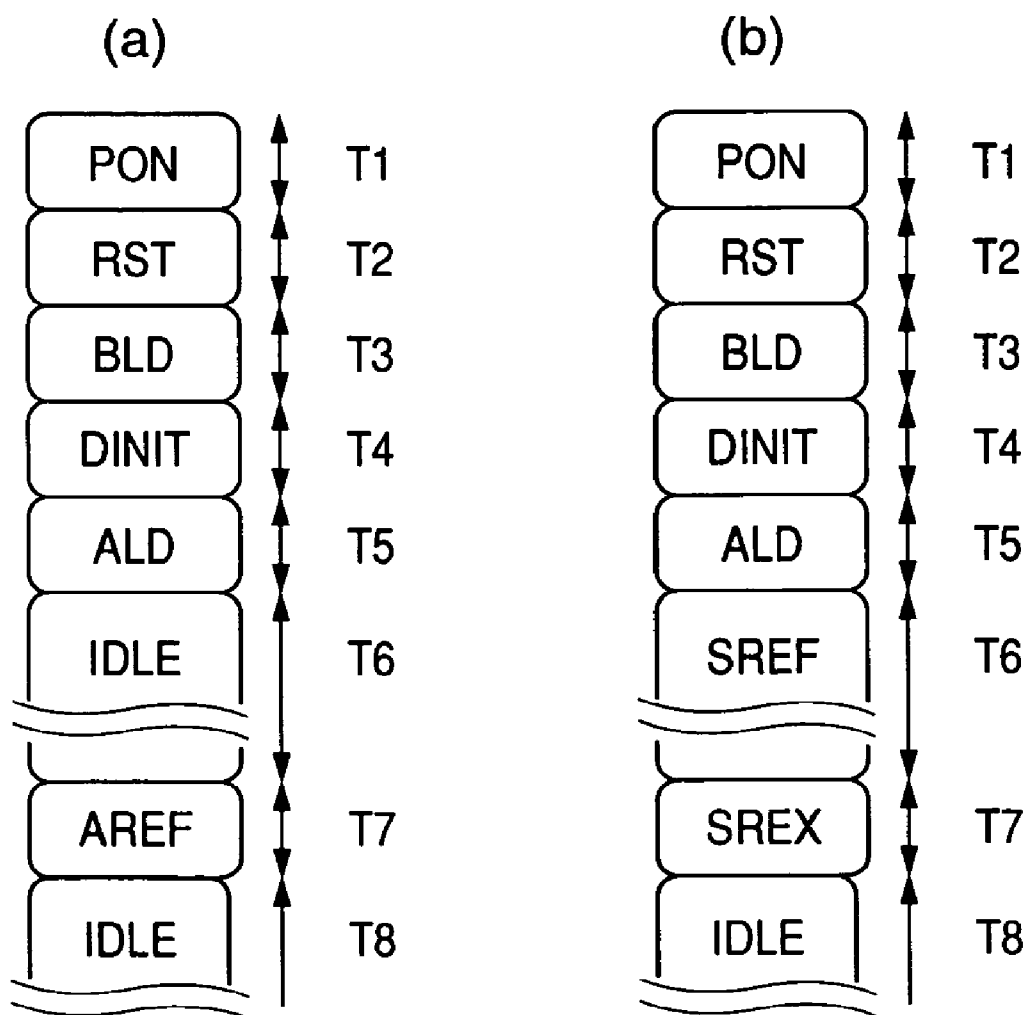 (a)
PON T1
RST T2
BLD T3
DINIT T4
ALD T5
IDLE T6
AREF T7
IDLE T8
(b)
PON T1
RST T2
BLD T3
DINIT T4
ALD T5
SREF T6
SREX T7
IDLE T8